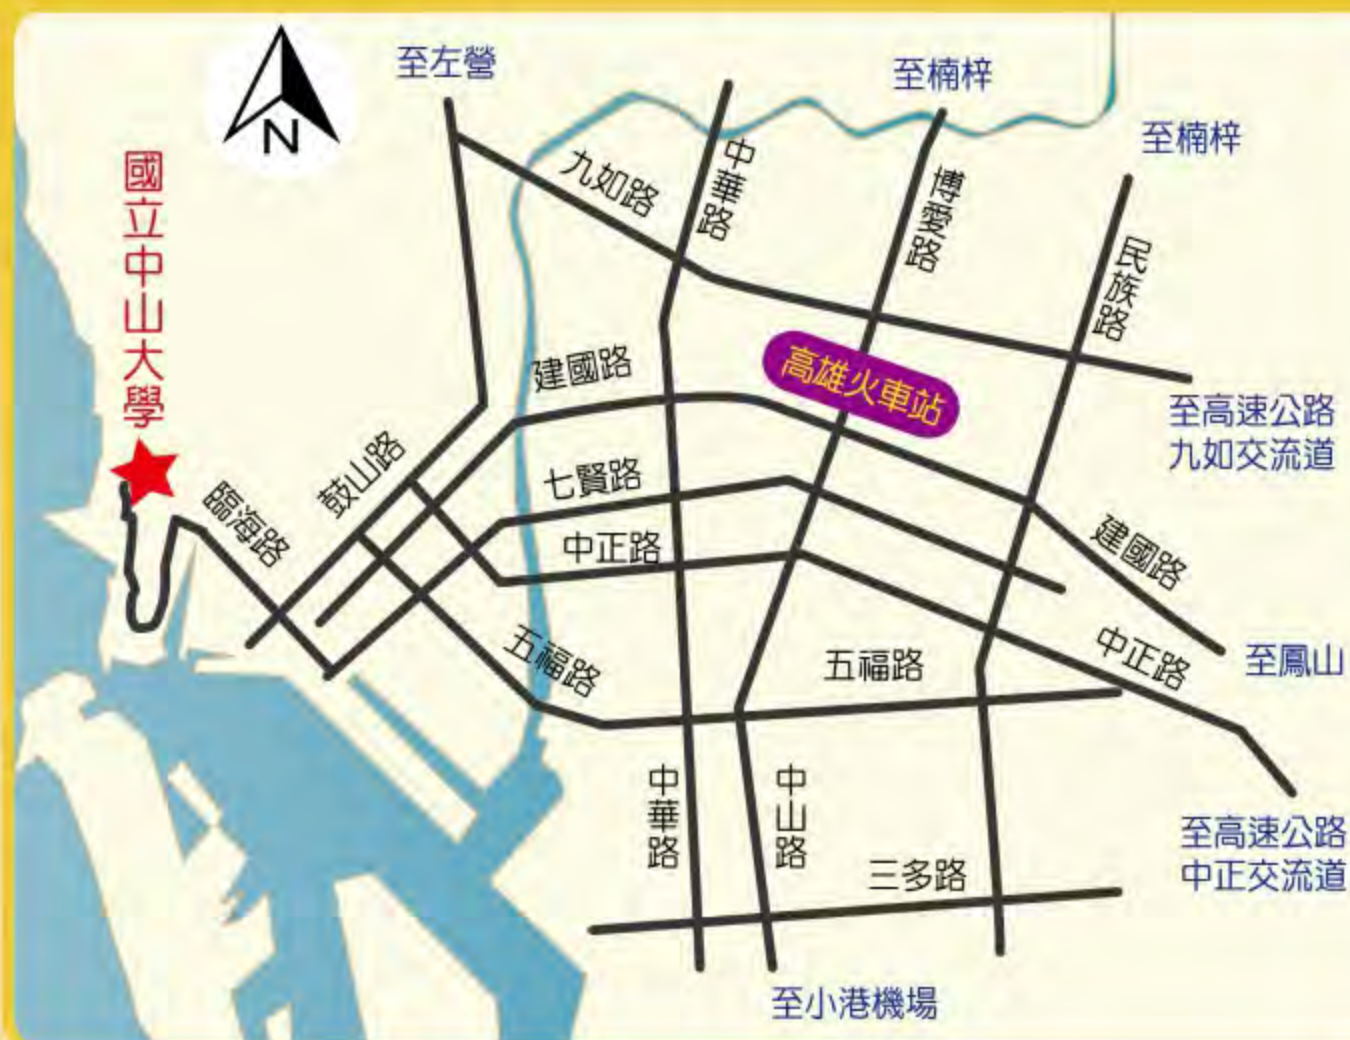 至左營
至楠梓
至楠梓
N
國立中山大學
九如路
中華路
博愛路
民族路
高雄火車站
建國路
至高速公路
九如交流道
鼓山路
七賢路
臨海路
中正路
建國路
五福路
五福路
中正路
至鳳山
中華路
中山路
三多路
至高速公路
中正交流道
至小港機場